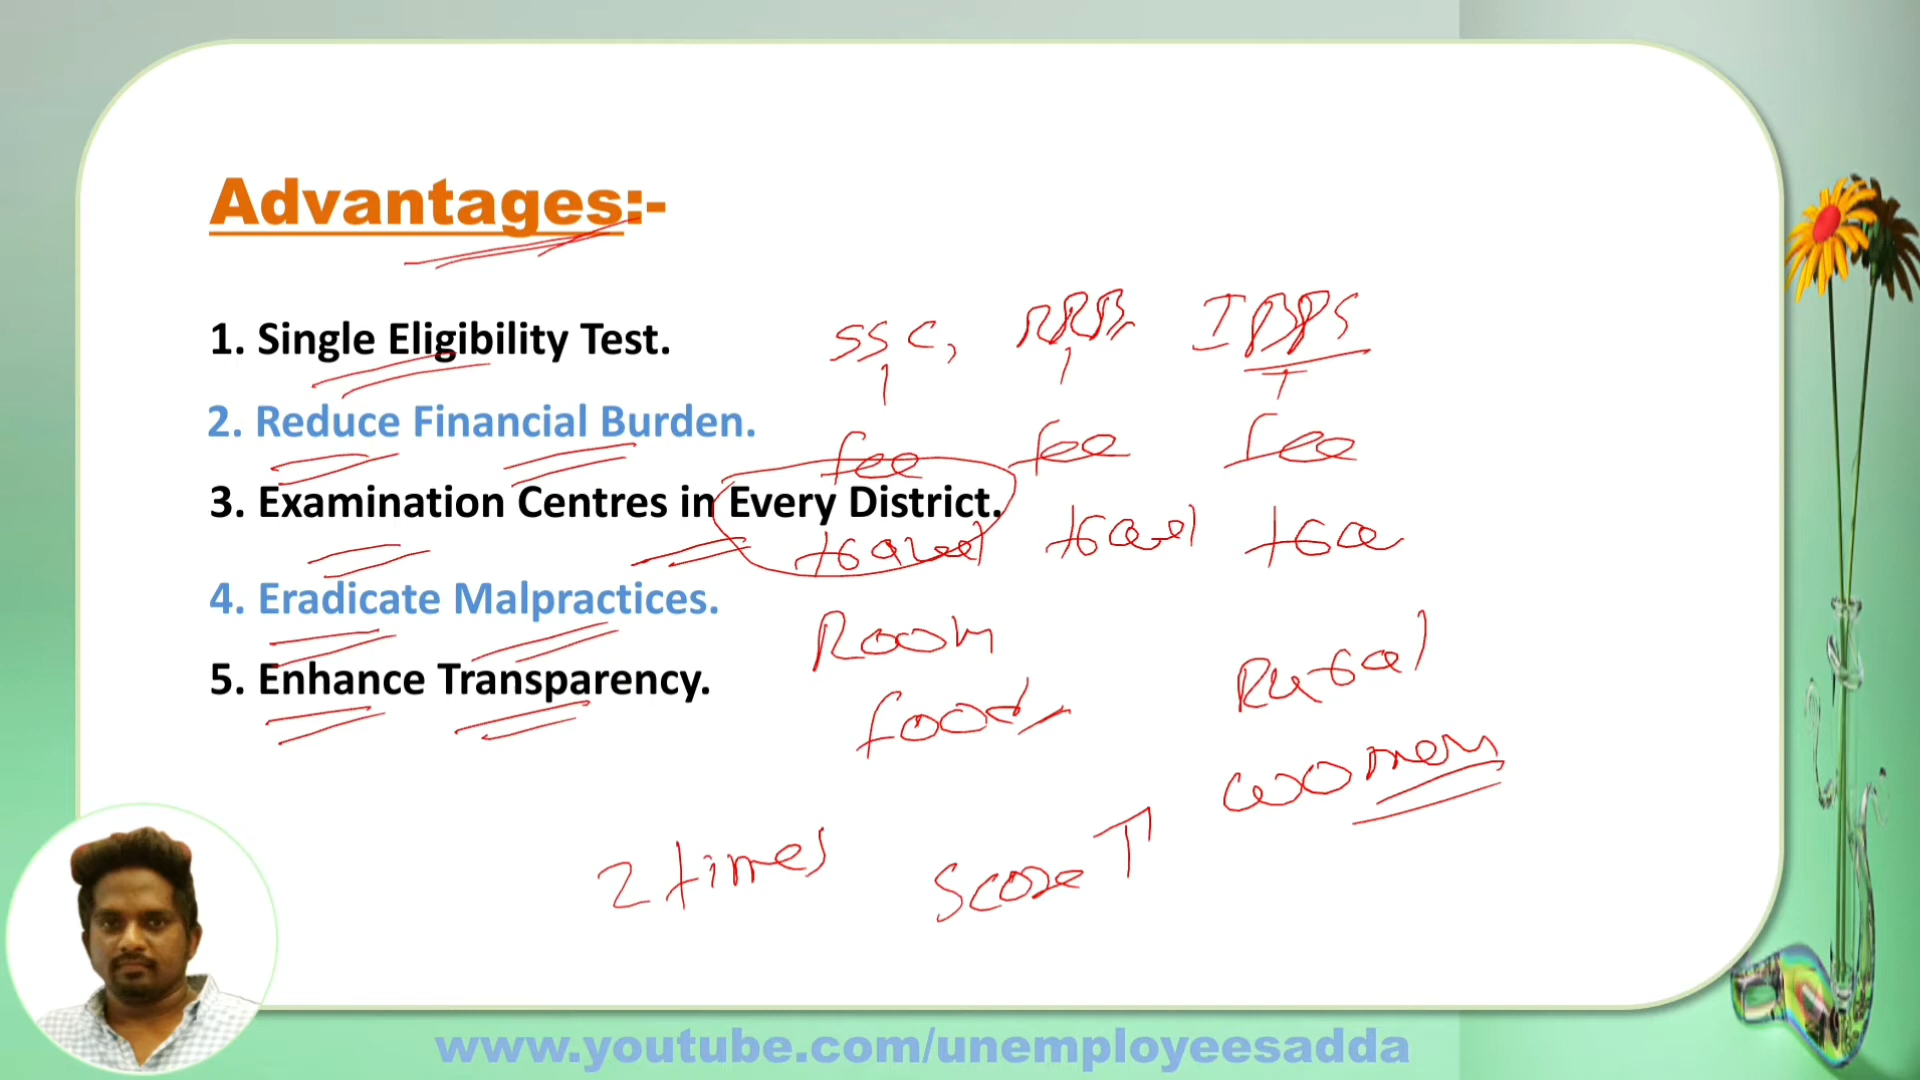 Advantages:-
1. Single Eligibility Test.
SSC, RRB, IBPS
2. Reduce Financial Burden.
fee fee fee
3. Examination Centres in Every District.
travel travel tra
4. Eradicate Malpractices.
Room
Rural
5. Enhance Transparency.
food
women
2 times
Score
www.youtube.com/unemployeesadda